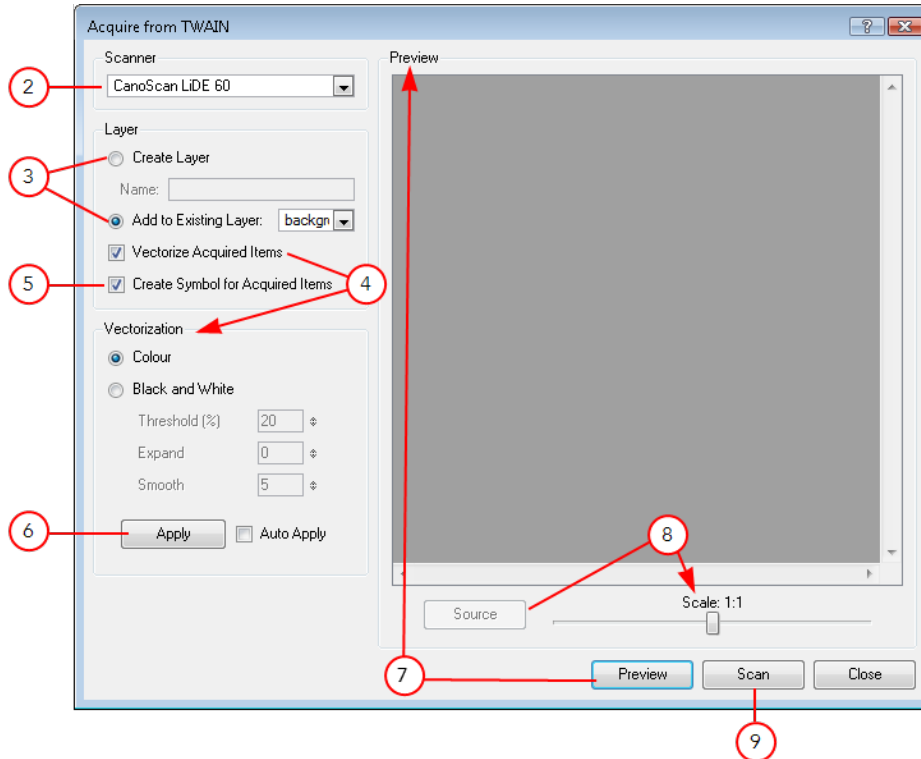 Acquire from TWAIN
Scanner
2
CanoScan LiDE 60
Layer
3
Create Layer
Name:
Add to Existing Layer: backgr
Vectorize Acquired Items
4
5
Create Symbol for Acquired Items
Vectorization
Colour
Black and White
Threshold (%) 20
Expand 0
Smooth 5
6
Apply Auto Apply
Preview
8
Source
Scale: 1:1
7
Preview Scan Close
9